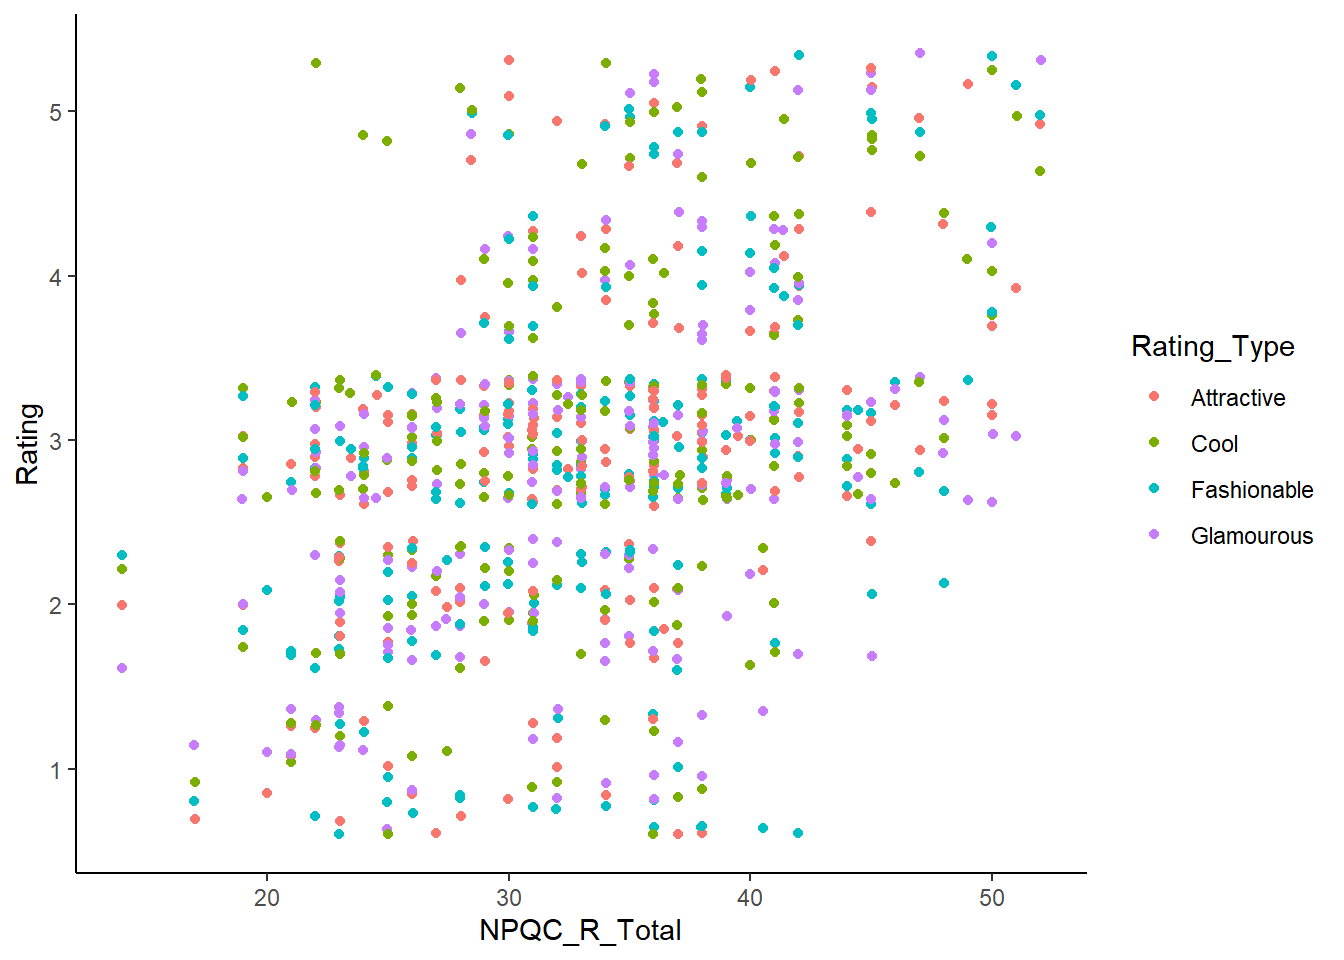 5
4
3
2
1
Rating
20 30 40 50
NPQC_R_Total
Rating_Type
Attractive
Cool
Fashionable
Glamourous